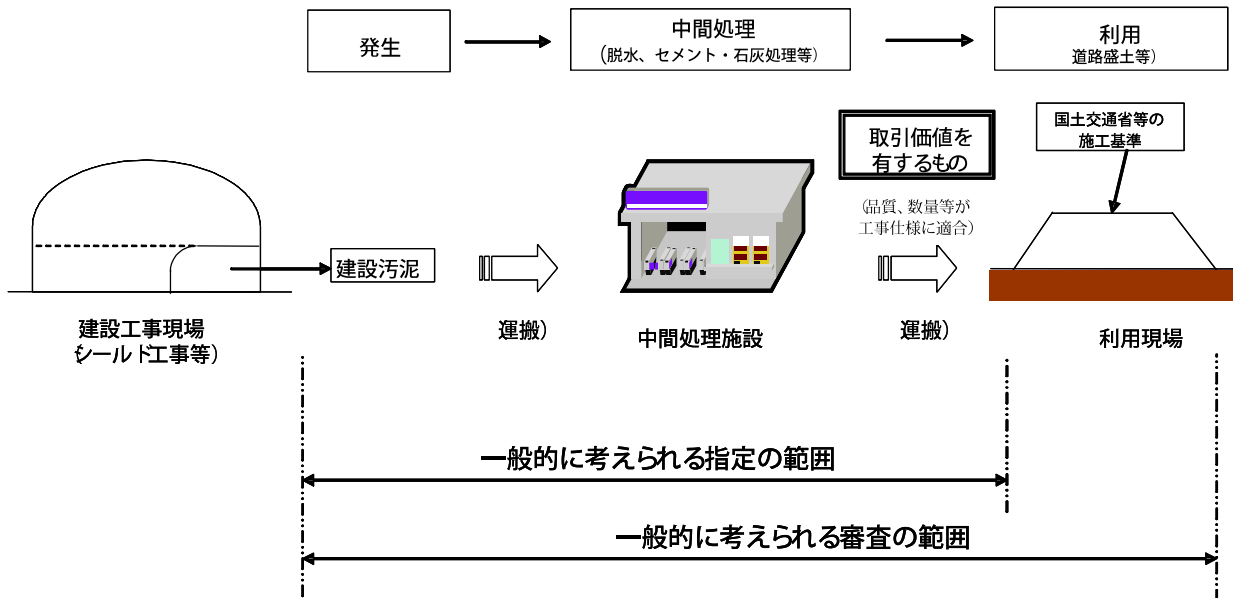 発生
中間処理
(脱水、セメント・石灰処理等)
利用
道路盛土等)
取引価値を
有するもの
国土交通省等の
施工基準
(品質、数量等が
工事仕様に適合)
建設汚泥
建設工事現場
(シールド工事等)
運搬)
中間処理施設
運搬)
利用現場
一般的に考えられる指定の範囲
一般的に考えられる審査の範囲